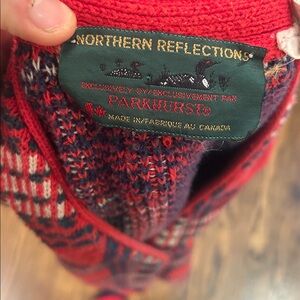 NORTHERN REFLECTIONS®
EXCLUSIVELY BY/EXCLUSIVEMENT PAR
PARKHURST®
MADE IN/FABRIQUE AU CANADA